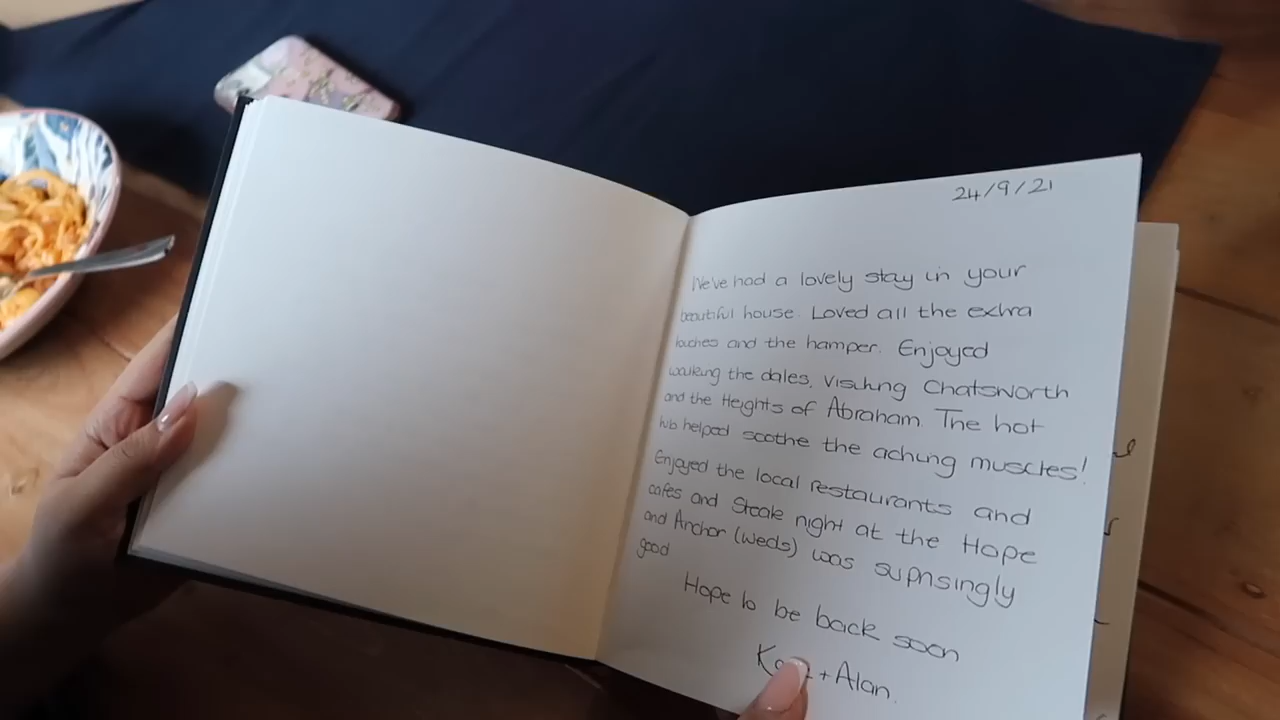 24/9/21
We've had a lovely stay in your
beautiful house. Loved all the extra
touches and the hamper. Enjoyed
walking the dales, visiting Chatsworth
and the Heights of Abraham. The hot
tub helped soothe the aching muscles!
Enjoyed the local restaurants and
cafes and Steak night at the Hope
and Anchor (weds) was suprisingly
good
Hope to be back soon
+ Alan.